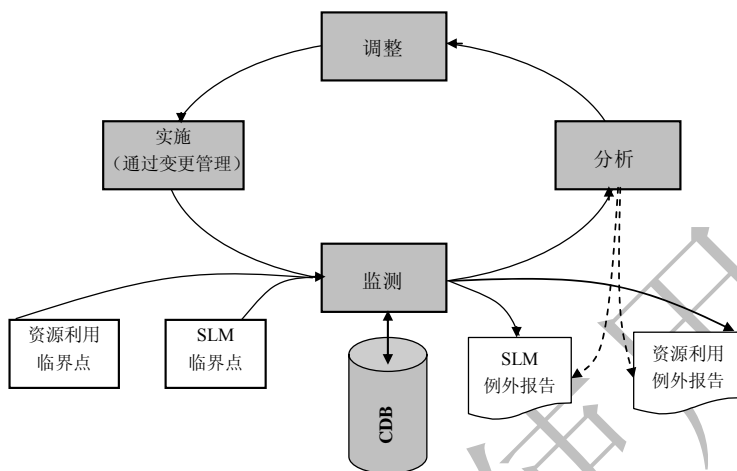 调整
实施
（通过变更管理）
分析
监测
资源利用
临界点
SLM
临界点
SLM
例外报告
资源利用
例外报告
CDB